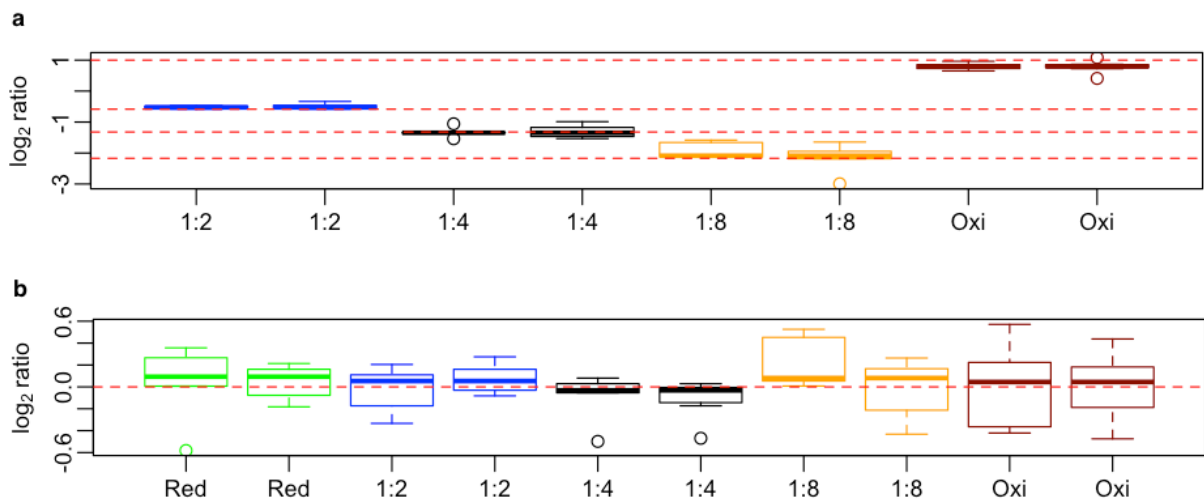 a
log2 ratio
1
-1
-3
1:2 1:2 1:4 1:4 1:8 1:8 Oxi Oxi
b
log2 ratio
0.6
0.0
-0.6
Red Red 1:2 1:2 1:4 1:4 1:8 1:8 Oxi Oxi